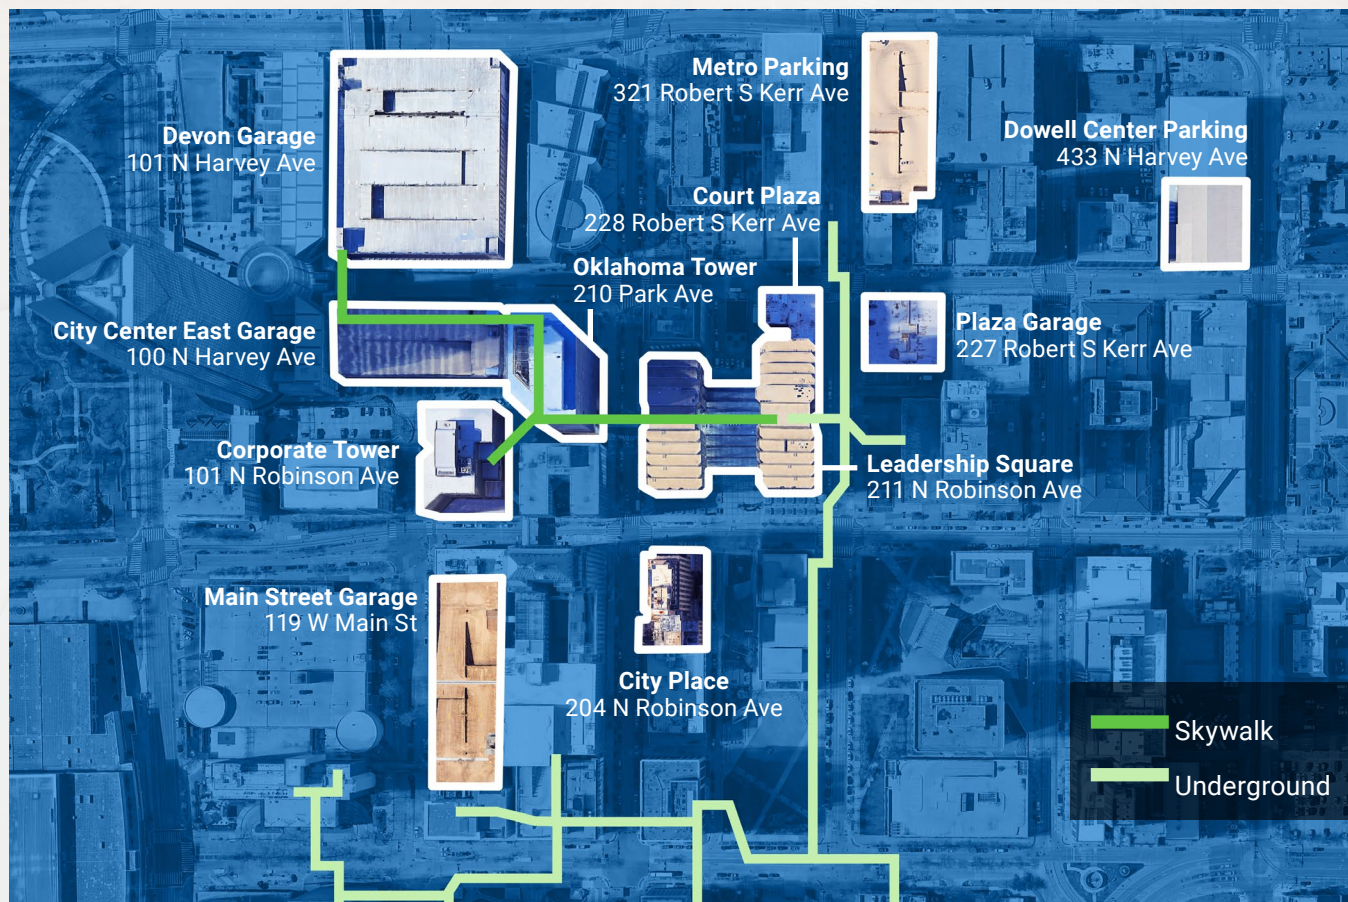 Metro Parking
321 Robert S Kerr Ave
Devon Garage
101 N Harvey Ave
Dowell Center Parking
433 N Harvey Ave
Court Plaza
228 Robert S Kerr Ave
Oklahoma Tower
210 Park Ave
City Center East Garage
100 N Harvey Ave
Plaza Garage
227 Robert S Kerr Ave
Corporate Tower
101 N Robinson Ave
Leadership Square
211 N Robinson Ave
Main Street Garage
119 W Main St
City Place
204 N Robinson Ave
Skywalk
Underground